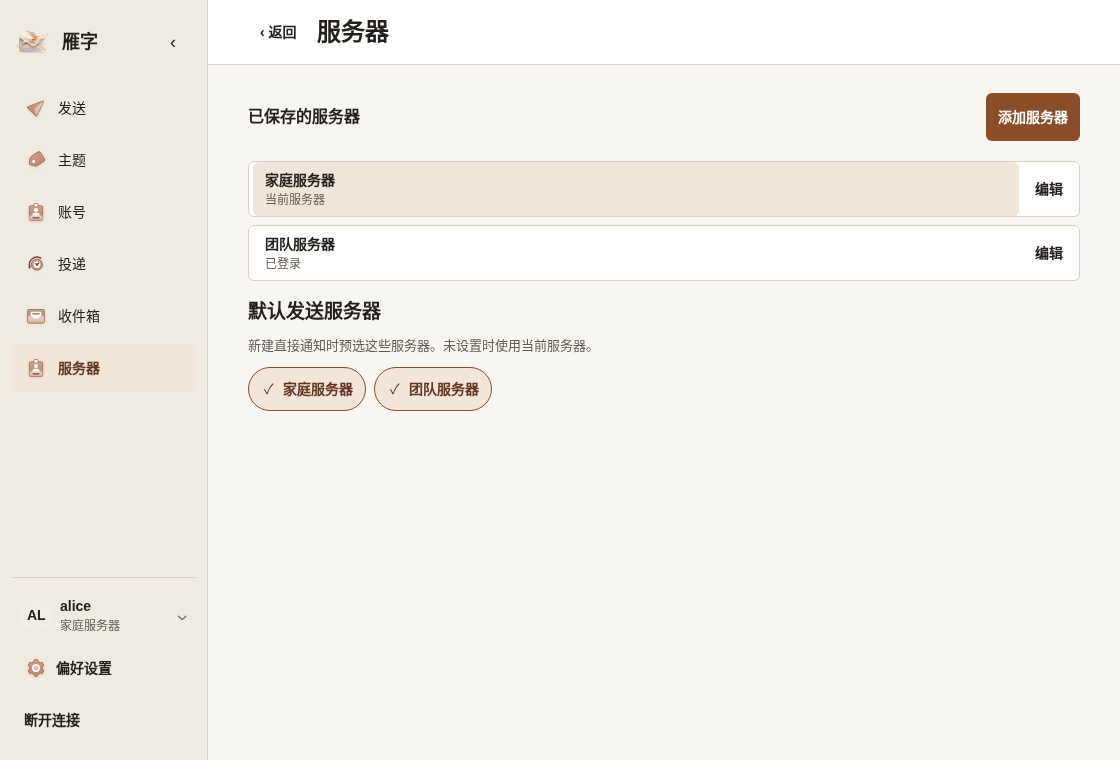 雁字
‹
发送
主题
账号
投递
收件箱
服务器
AL
alice
家庭服务器
偏好设置
断开连接
‹ 返回
服务器
已保存的服务器
添加服务器
家庭服务器
当前服务器
编辑
团队服务器
已登录
编辑
默认发送服务器
新建直接通知时预选这些服务器。未设置时使用当前服务器。
✓ 家庭服务器
✓ 团队服务器